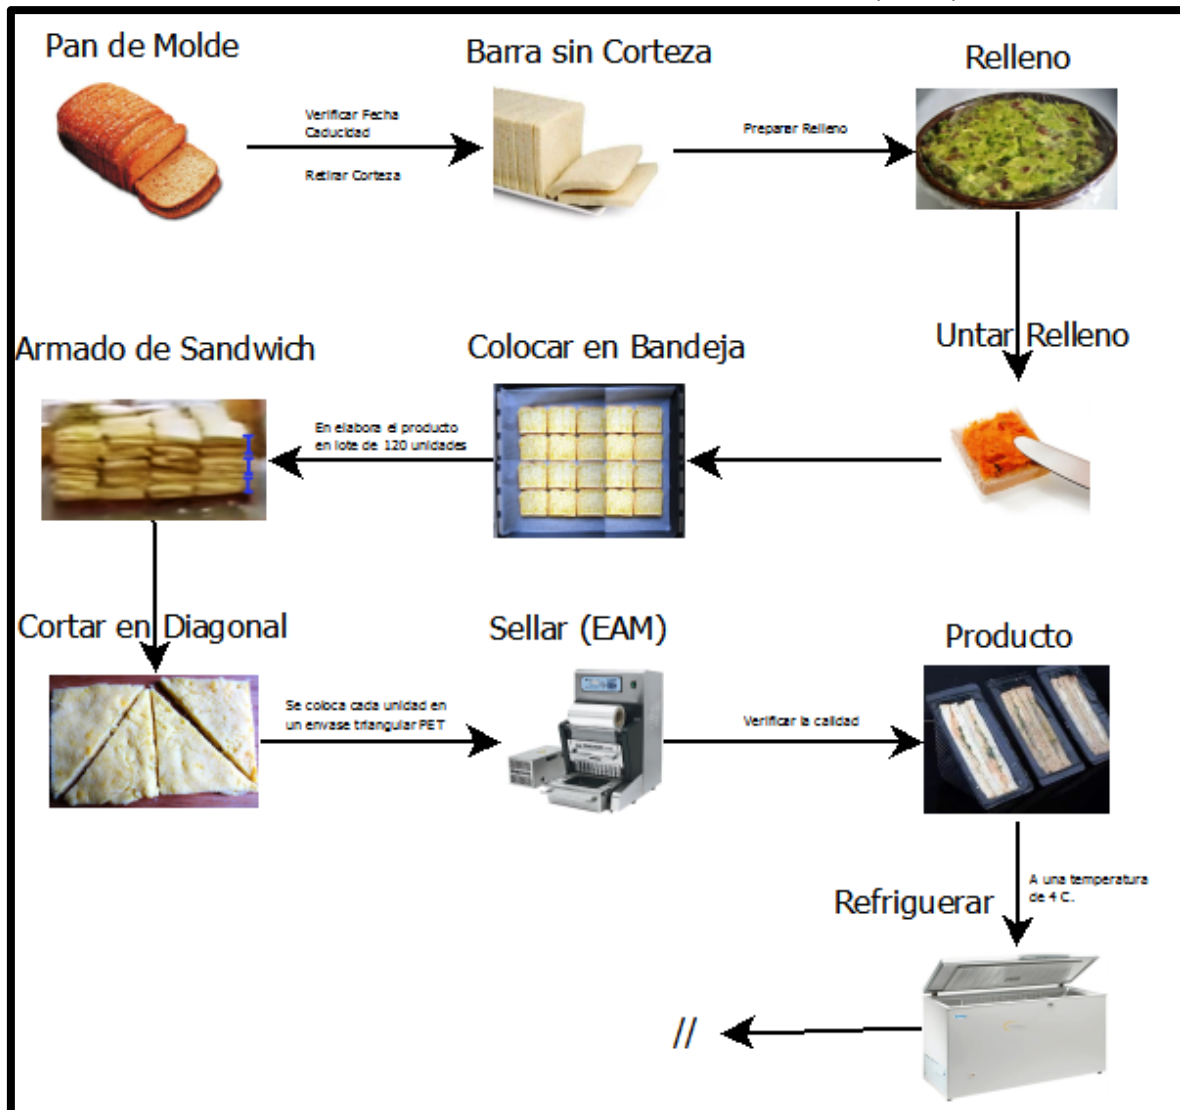 Pan de Molde
Verificar Fecha
Caducidad
Retirar Corteza
Barra sin Corteza
Preparar Relleno
Relleno
Untar Relleno
Colocar en Bandeja
En elabora el producto
en lote de 120 unidades
Armado de Sandwich
Cortar en Diagonal
Se coloca cada unidad en
un envase triangular PET
Sellar (EAM)
Verificar la calidad
Producto
A una temperatura
de 4 C.
Refriguerar
//